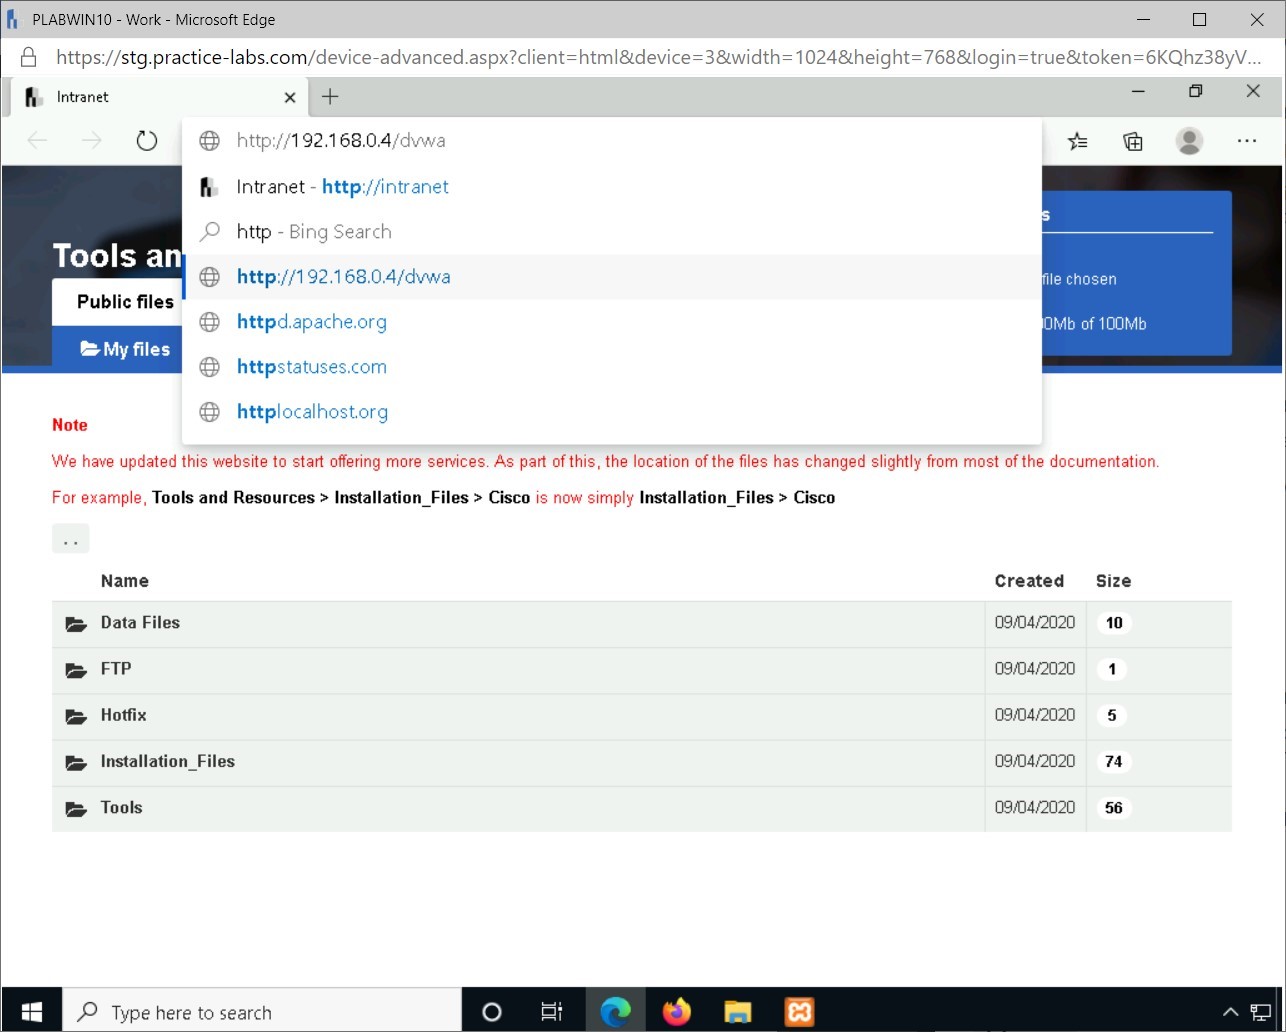 PLABWIN10 - Work - Microsoft Edge
https://stg.practice-labs.com/device-advanced.aspx?client=html&device=3&width=1024&height=768&login=true&token=6KQhz38yV...
Intranet
http://192.168.0.4/dvwa
Intranet - http://intranet
http - Bing Search
http://192.168.0.4/dvwa
httpd.apache.org
httpstatuses.com
httplocalhost.org
Tools an
Public files
My files
s
file chosen
0Mb of 100Mb
Note
We have updated this website to start offering more services. As part of this, the location of the files has changed slightly from most of the documentation.
For example, Tools and Resources > Installation_Files > Cisco is now simply Installation_Files > Cisco
..
Name Created Size
Data Files 09/04/2020 10
FTP 09/04/2020 1
Hotfix 09/04/2020 5
Installation_Files 09/04/2020 74
Tools 09/04/2020 56
Type here to search